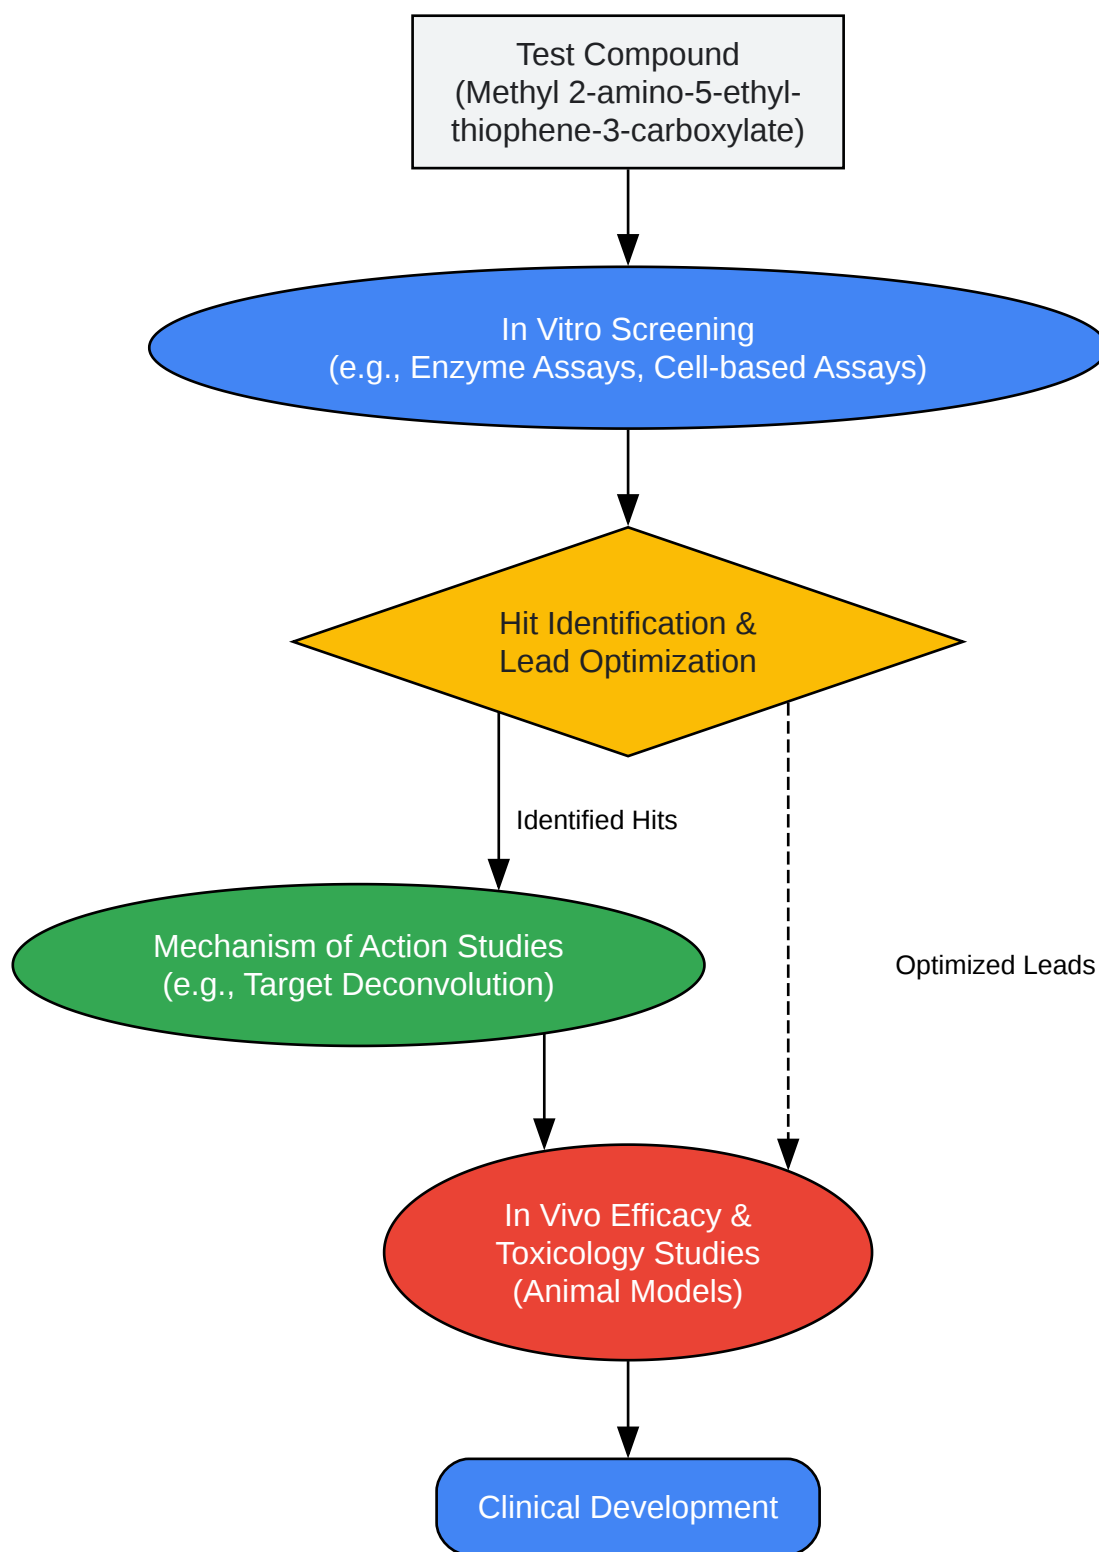 Test Compound
(Methyl 2-amino-5-ethyl-
thiophene-3-carboxylate)
In Vitro Screening
(e.g., Enzyme Assays, Cell-based Assays)
Hit Identification &
Lead Optimization
Identified Hits
Mechanism of Action Studies
(e.g., Target Deconvolution)
Optimized Leads
In Vivo Efficacy &
Toxicology Studies
(Animal Models)
Clinical Development